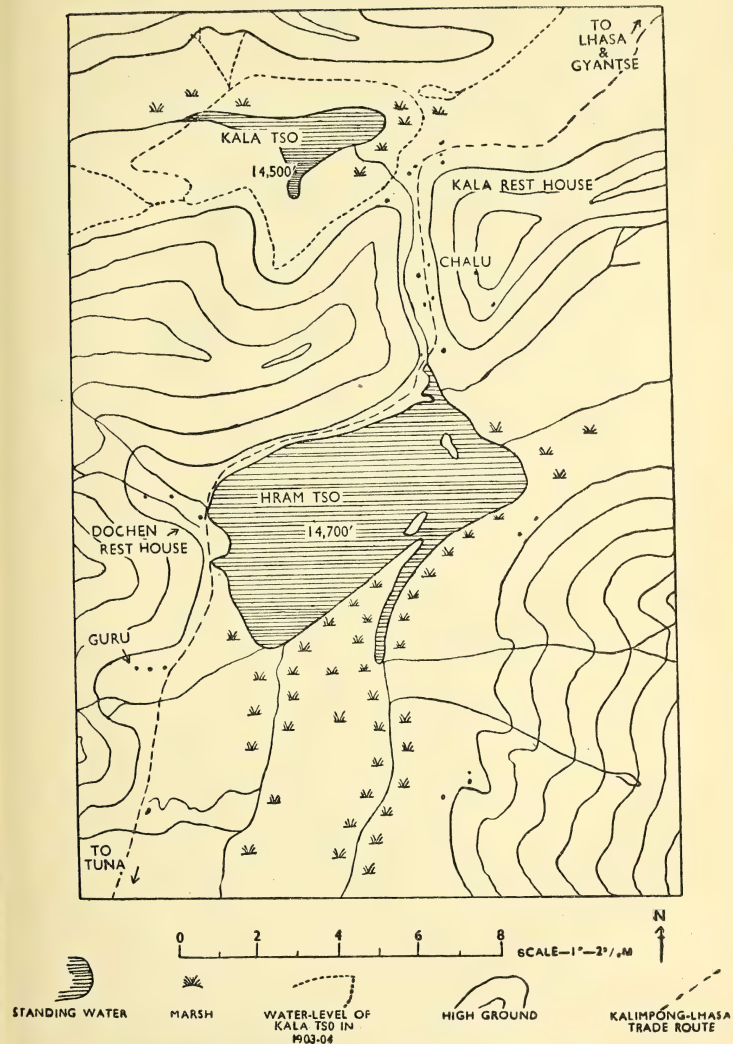 TO
LHASA
&
GYANTSE
KALA TSO
14,500'
KALA REST HOUSE
CHALU
HRAM TSO
14,700'
DOCHEN
REST HOUSE
GURU
TO
TUNA
N
0 2 4 6 8
STANDING WATER
MARSH
WATER-LEVEL OF
KALA TSO IN
1903-04
HIGH GROUND
KALIMPONG-LHASA
TRADE ROUTE